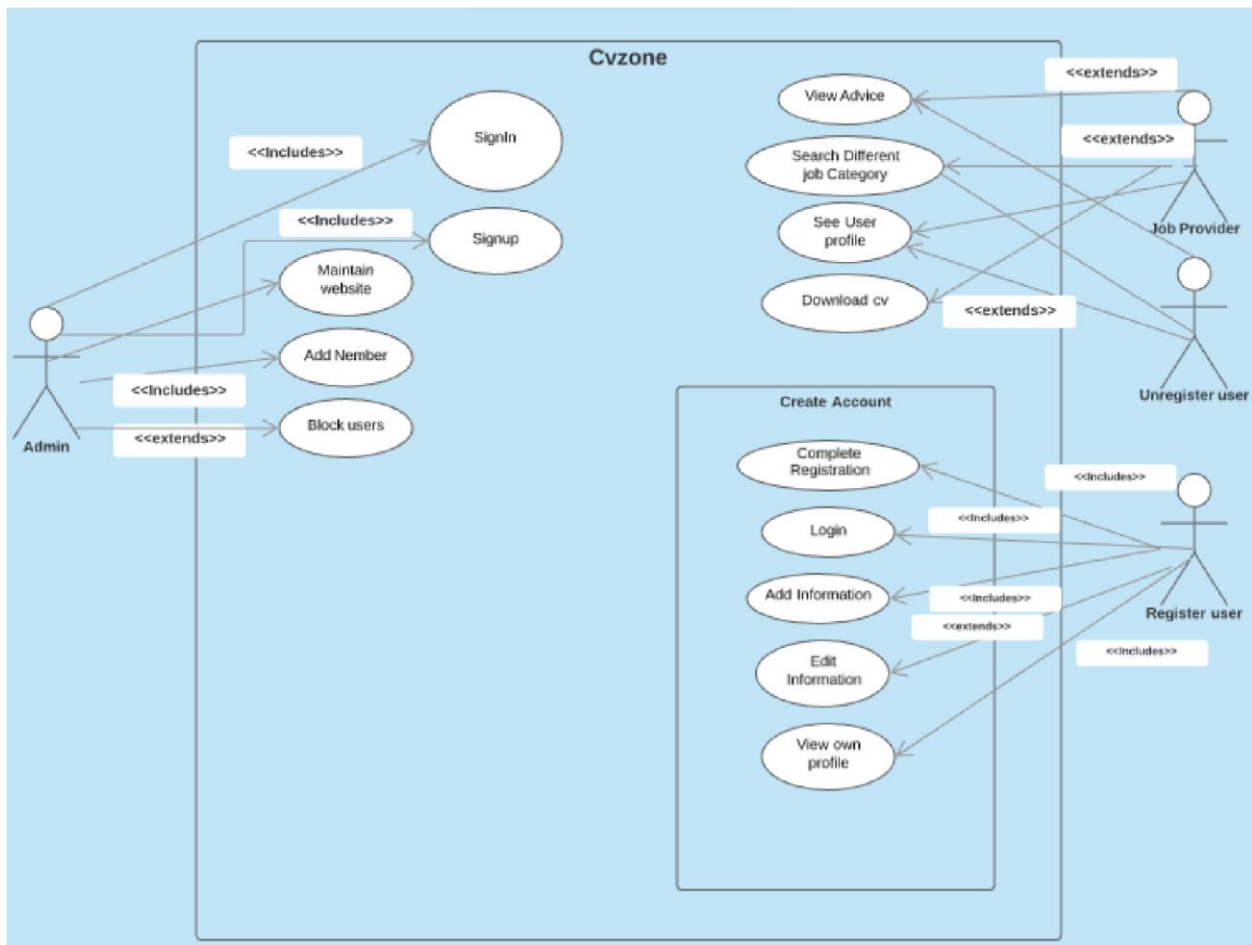 Cvzone
<<extends>>
View Advice
<<extends>>
SignIn
<<Includes>>
Search Different
job Category
<<Includes>>
Signup
See User
profile
Job Provider
Maintain
website
Download cv
<<extends>>
Add Nember
<<Includes>>
Unregister user
Create Account
Block users
<<extends>>
Admin
Complete
Registration
<<Includes>>
Login
<<Includes>>
Add Information
<<Includes>>
Register user
<<extends>>
<<Includes>>
Edit
Information
View own
profile